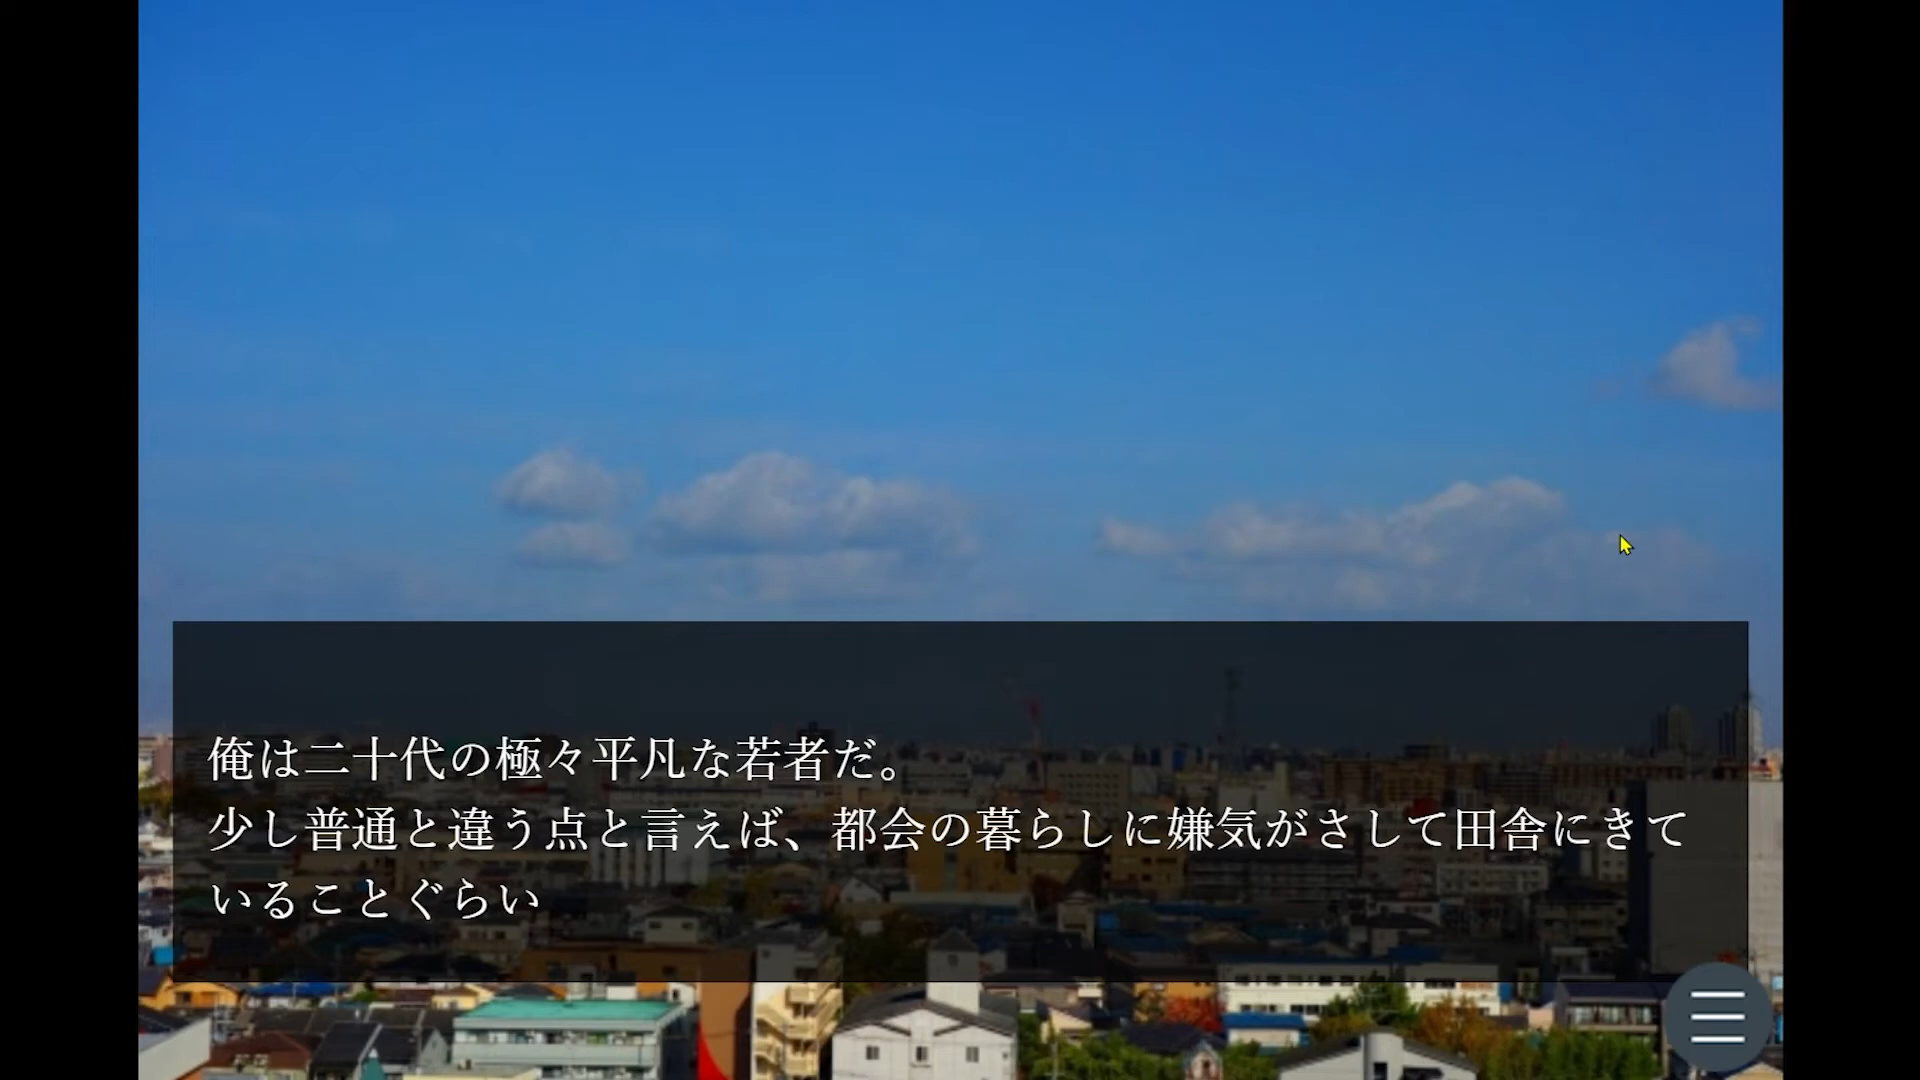 俺は二十代の極々平凡な若者だ。
少し普通と違う点と言えば、都会の暮らしに嫌気がさして田舎にきて
いることぐらい